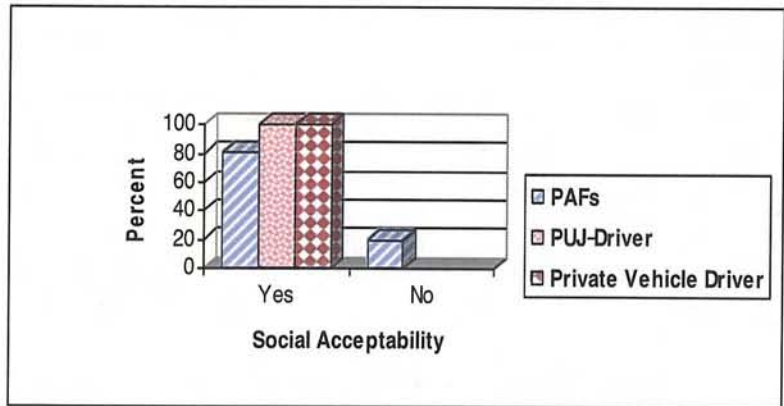 Percent
100
80
60
40
20
0
Yes No
Social Acceptability
PAFs
PUJ-Driver
Private Vehicle Driver